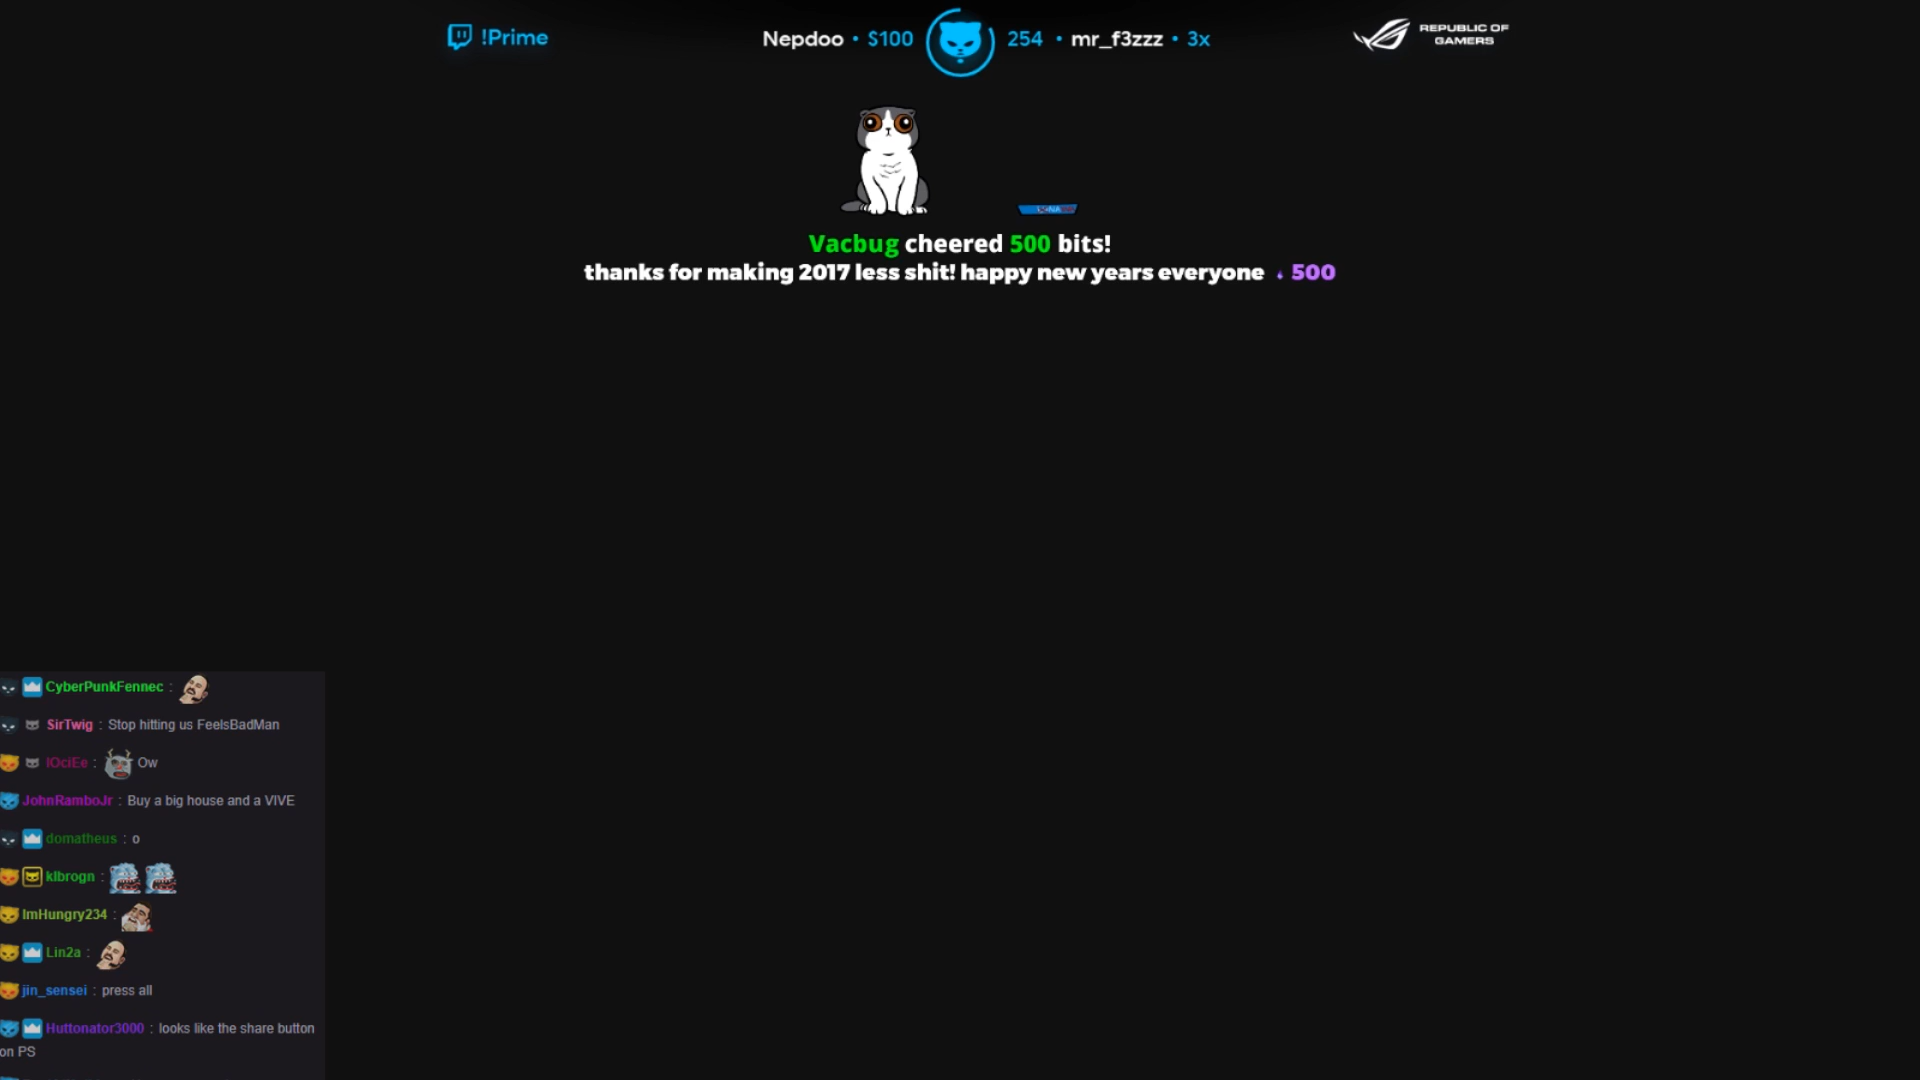 !Prime
Nepdoo • $100
254 • mr_f3zzz • 3x
REPUBLIC OF
GAMERS
Vacbug cheered 500 bits!
thanks for making 2017 less shit! happy new years everyone 500
CyberPunkFennec :
SirTwig : Stop hitting us FeelsBadMan
IOciEe : Ow
JohnRamboJr : Buy a big house and a VIVE
domatheus : o
klbrogn :
ImHungry234 :
Lin2a :
jin_sensei : press all
Huttonator3000 : looks like the share button
on PS